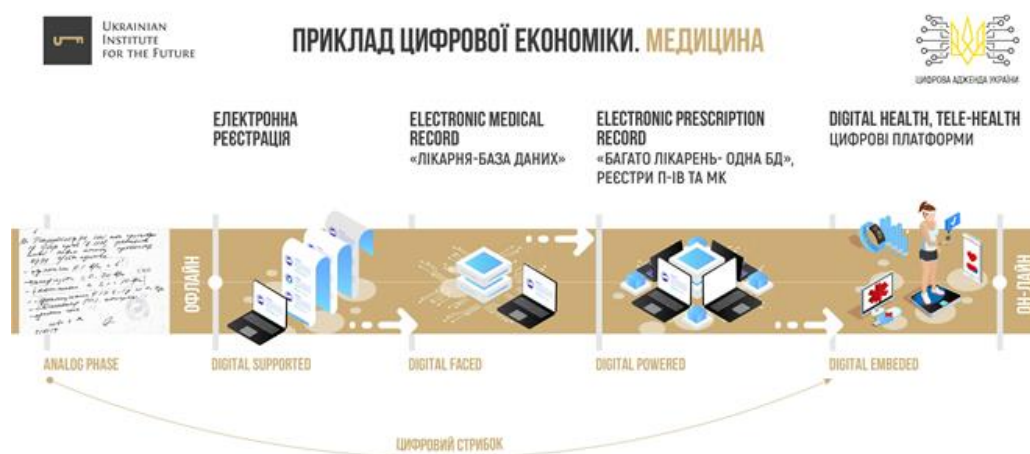 UKRAINIAN
INSTITUTE
FOR THE FUTURE
ПРИКЛАД ЦИФРОВОЇ ЕКОНОМІКИ. МЕДИЦИНА
ЦИФРОВА АДЖЕНДА УКРАЇНИ
ЕЛЕКТРОННА
РЕЄСТРАЦІЯ
ELECTRONIC MEDICAL
RECORD
«ЛІКАРНЯ-БАЗА ДАНИХ»
ELECTRONIC PRESCRIPTION
RECORD
«БАГАТО ЛІКАРЕНЬ- ОДНА БД»,
РЕЄСТРИ П-ІВ ТА МК
DIGITAL HEALTH, TELE-HEALTH
ЦИФРОВІ ПЛАТФОРМИ
ОФЛАЙН
ОН-ЛАЙН
ANALOG PHASE
DIGITAL SUPPORTED
DIGITAL FACED
DIGITAL POWERED
DIGITAL EMBEDED
ЦИФРОВИЙ СТРИБОК